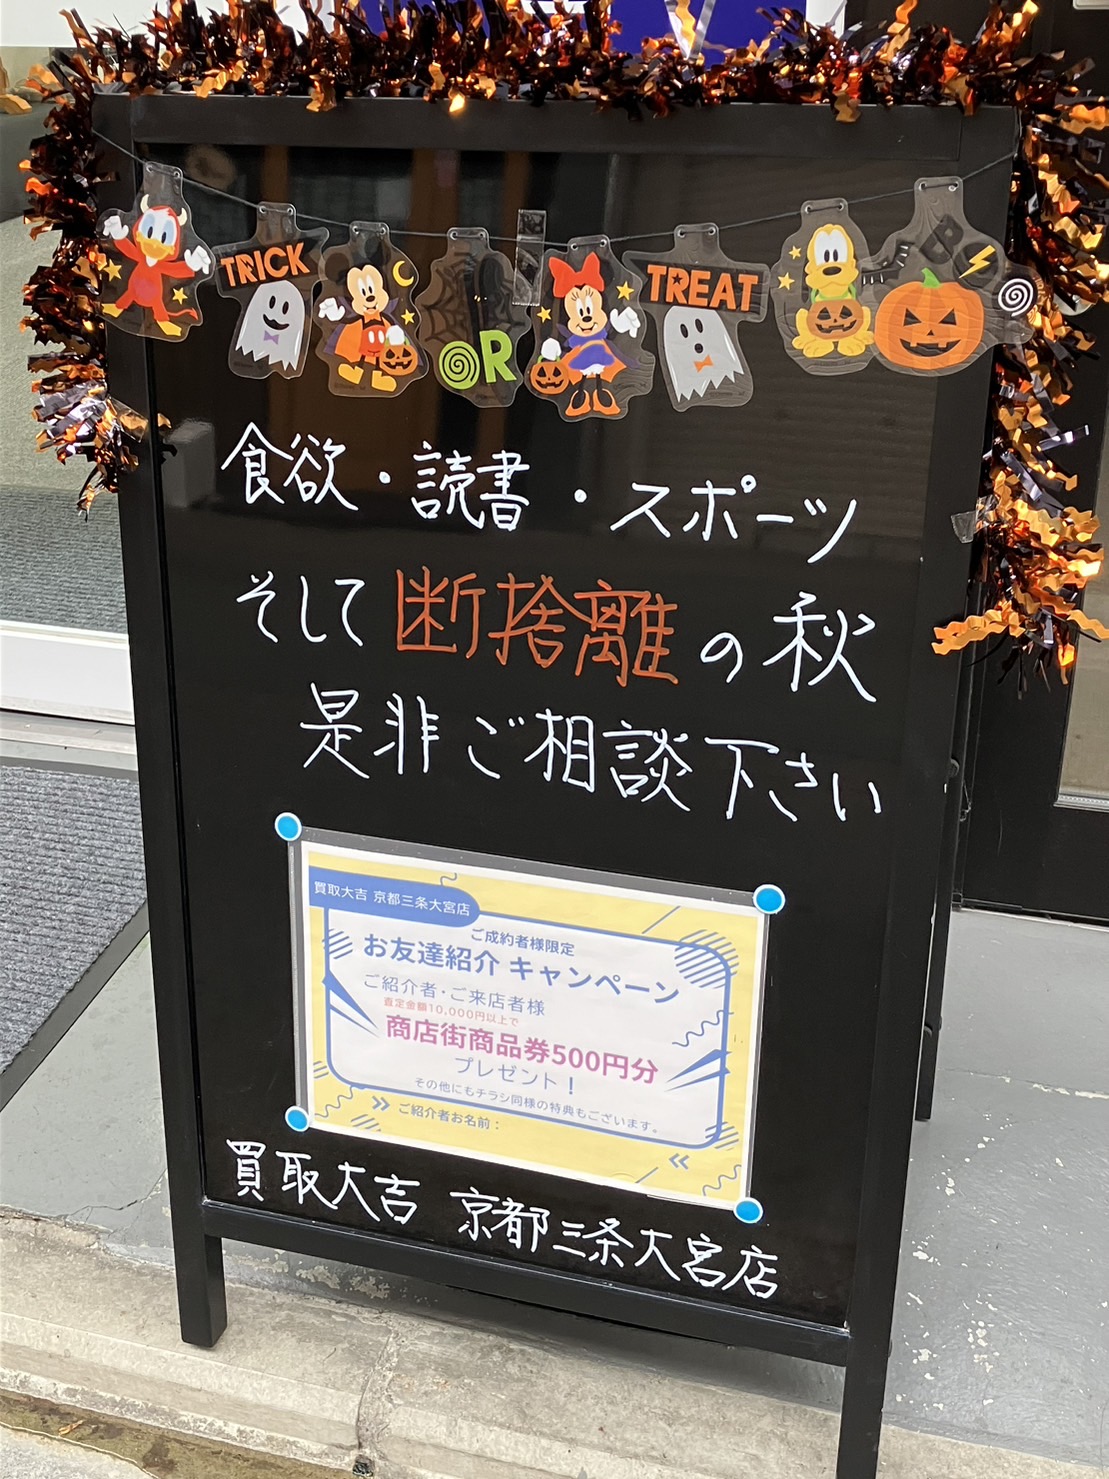 TRICK
OR
TREAT
食欲・読書・スポーツ
そして断捨離の秋
是非ご相談下さい
買取大吉 京都三条大宮店
ご成約者様限定
お友達紹介 キャンペーン
ご紹介者・ご来店者様
査定金額10,000円以上で
商店街商品券500円分
プレゼント！
その他にもチラシ同様の特典もございます。
≫ ご紹介者お名前：
≪
買取大吉 京都三条大宮店